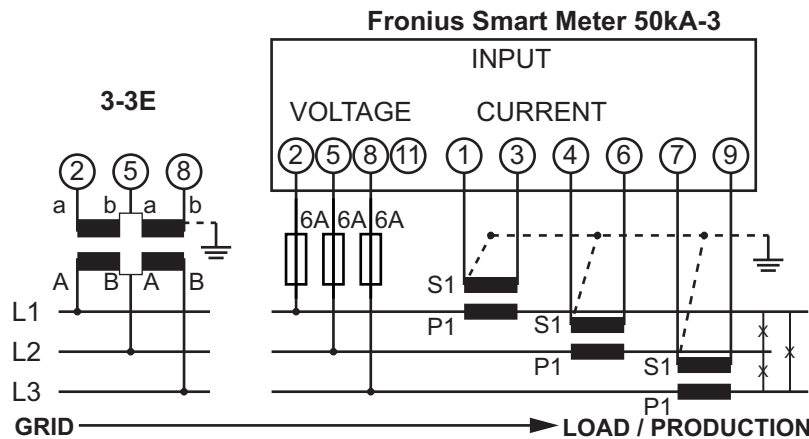 Fronius Smart Meter 50kA-3
INPUT
3-3E
VOLTAGE CURRENT
2 5 8
2 5 8 11 1 3 4 6 7 9
a b a b
6A 6A 6A
A B A B
S1
L1
P1 S1
x
L2
P1 S1
x x
L3
P1
GRID LOAD / PRODUCTION